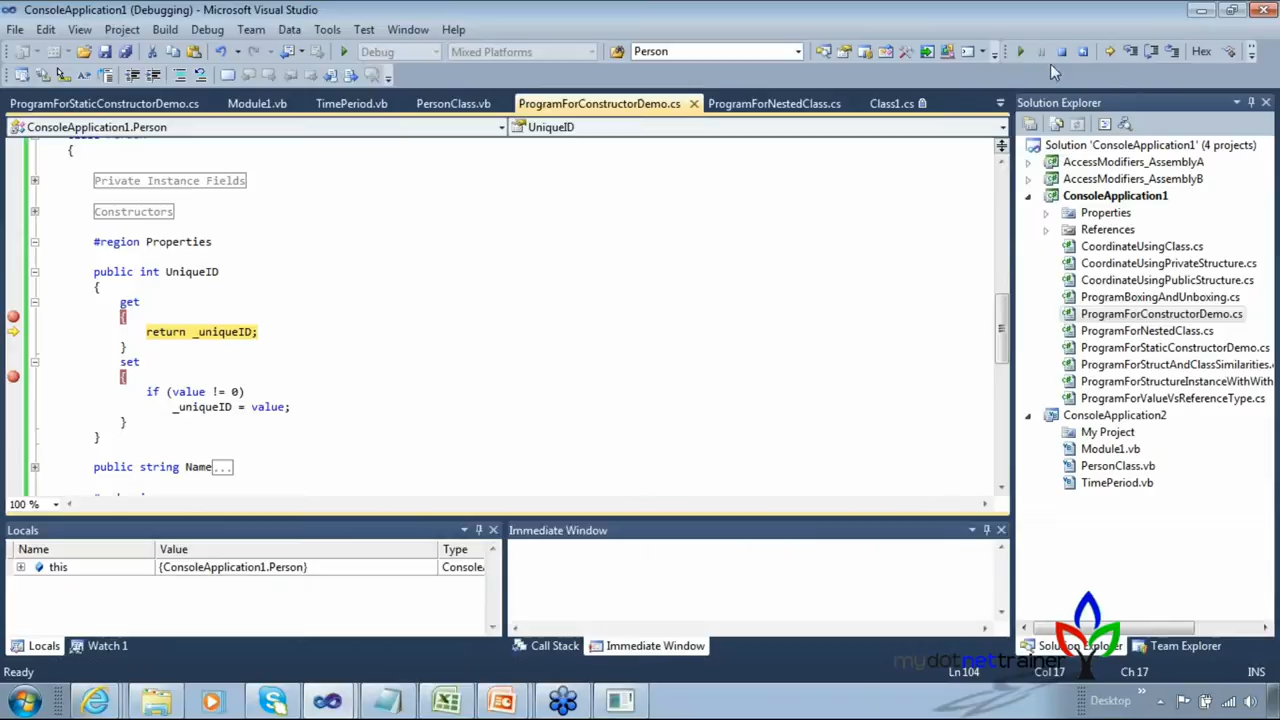 ConsoleApplication1 (Debugging) - Microsoft Visual Studio
File Edit View Project Build Debug Team Data Tools Test Window Help
Debug Mixed Platforms Person Hex
ProgramForStaticConstructorDemo.cs Module1.vb TimePeriod.vb PersonClass.vb ProgramForConstructorDemo.cs ProgramForNestedClass.cs Class1.cs
ConsoleApplication1.Person UniqueID
{
Private Instance Fields
Constructors
#region Properties
public int UniqueID
{
get
{
return _uniqueID;
}
set
{
if (value != 0)
_uniqueID = value;
}
}
public string Name...
100 %
Solution Explorer
Solution 'ConsoleApplication1' (4 projects)
AccessModifiers_AssemblyA
AccessModifiers_AssemblyB
ConsoleApplication1
Properties
References
CoordinateUsingClass.cs
CoordinateUsingPrivateStructure.cs
CoordinateUsingPublicStructure.cs
ProgramBoxingAndUnboxing.cs
ProgramForConstructorDemo.cs
ProgramForNestedClass.cs
ProgramForStaticConstructorDemo.cs
ProgramForStructAndClassSimilarities.
ProgramForStructureInstanceWithWith
ProgramForValueVsReferenceType.cs
ConsoleApplication2
My Project
Module1.vb
PersonClass.vb
TimePeriod.vb
Locals
Name Value Type
this {ConsoleApplication1.Person} Console
Locals Watch 1
Immediate Window
Call Stack Immediate Window
Solution Explorer Team Explorer
mydotnettrainer
Ready Ln 104 Col 17 Ch 17 INS
Desktop